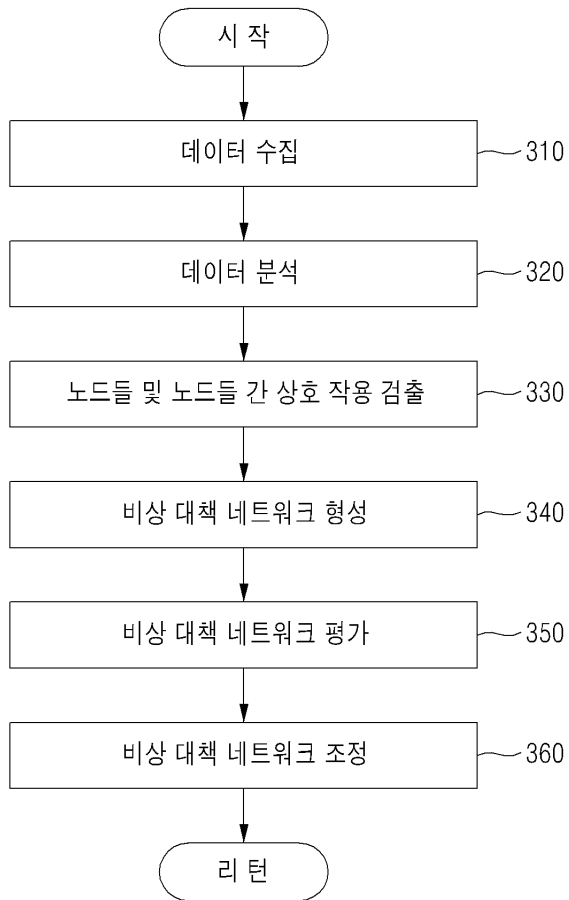 시 작
데이터 수집
310
데이터 분석
320
노드들 및 노드들 간 상호 작용 검출
330
비상 대책 네트워크 형성
340
비상 대책 네트워크 평가
350
비상 대책 네트워크 조정
360
리 턴